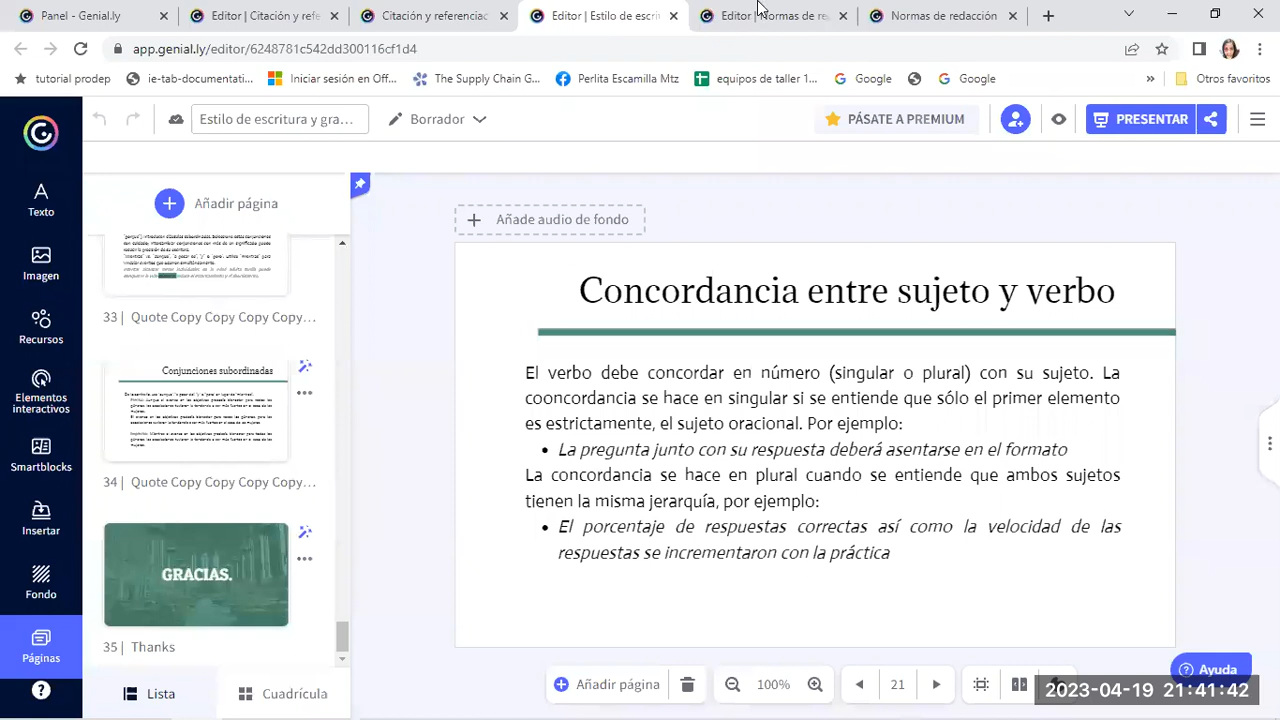 Panel
Editor | Citación y refe
Citación y referencia
Editor | Estilo de escri
Editor | Normas de re
Normas de redacción
app.genial.ly/editor/6248781c542dd300116cf1d4
tutorial prodep
ie-tab-documentati...
Iniciar sesión en Off...
The Supply Chain G...
Perlita Escamilla Mtz
equipos de taller 1...
Google
Google
»
Otros favoritos
Estilo de escritura y gra...
Borrador
PÁSATE A PREMIUM
PRESENTAR
Texto
Imagen
Recursos
Elementos
interactivos
Smartblocks
Insertar
Fondo
Páginas
Añadir página
33 | Quote Copy Copy Copy Copy...
Conjunciones subordinadas
34 | Quote Copy Copy Copy Copy...
GRACIAS.
35 | Thanks
Lista
Cuadrícula
Añade audio de fondo
Concordancia entre sujeto y verbo
El verbo debe concordar en número (singular o plural) con su sujeto. La
coordancia se hace en singular si se entiende que sólo el primer elemento
es estrictamente, el sujeto oracional. Por ejemplo:
• La pregunta junto con su respuesta deberá asentarse en el formato
La concordancia se hace en plural cuando se entiende que ambos sujetos
tienen la misma jerarquía, por ejemplo:
• El porcentaje de respuestas correctas así como la velocidad de las
respuestas se incrementaron con la práctica
Añadir página
100%
21
Ayuda
2023-04-19 21:41:42